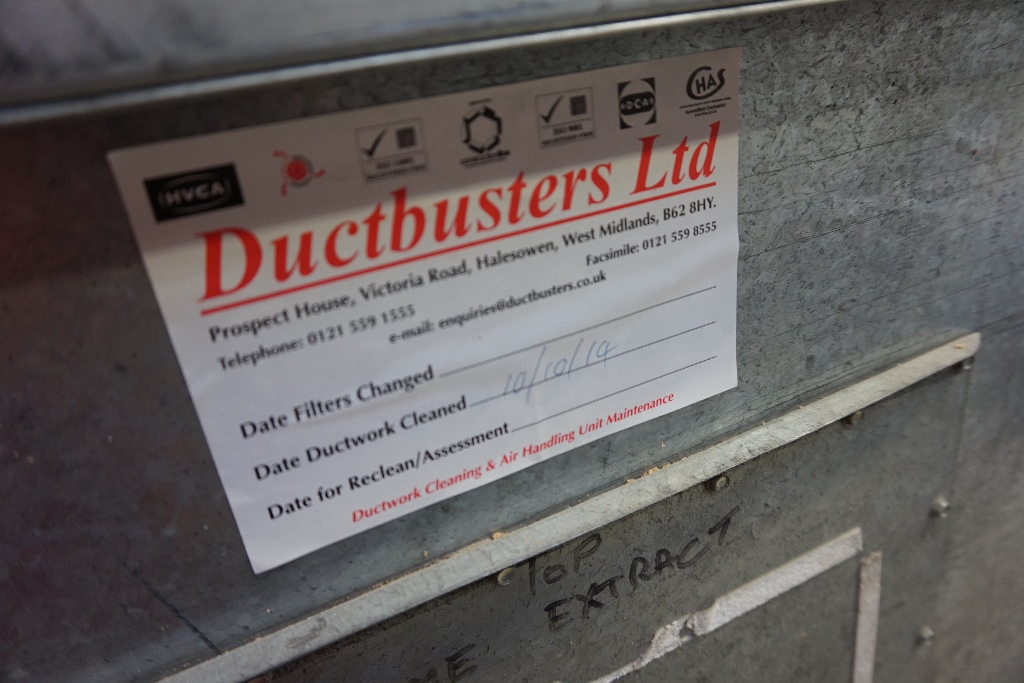 HVCA
CHAS
Ductbusters Ltd
Prospect House, Victoria Road, Halesowen, West Midlands, B62 8HY.
Telephone: 0121 559 1555 Facsimile: 0121 559 8555
e-mail: enquiries@ductbusters.co.uk
Date Filters Changed
Date Ductwork Cleaned 10/10/14
Date for Reclean/Assessment
Ductwork Cleaning & Air Handling Unit Maintenance
TOP
EXTRACT